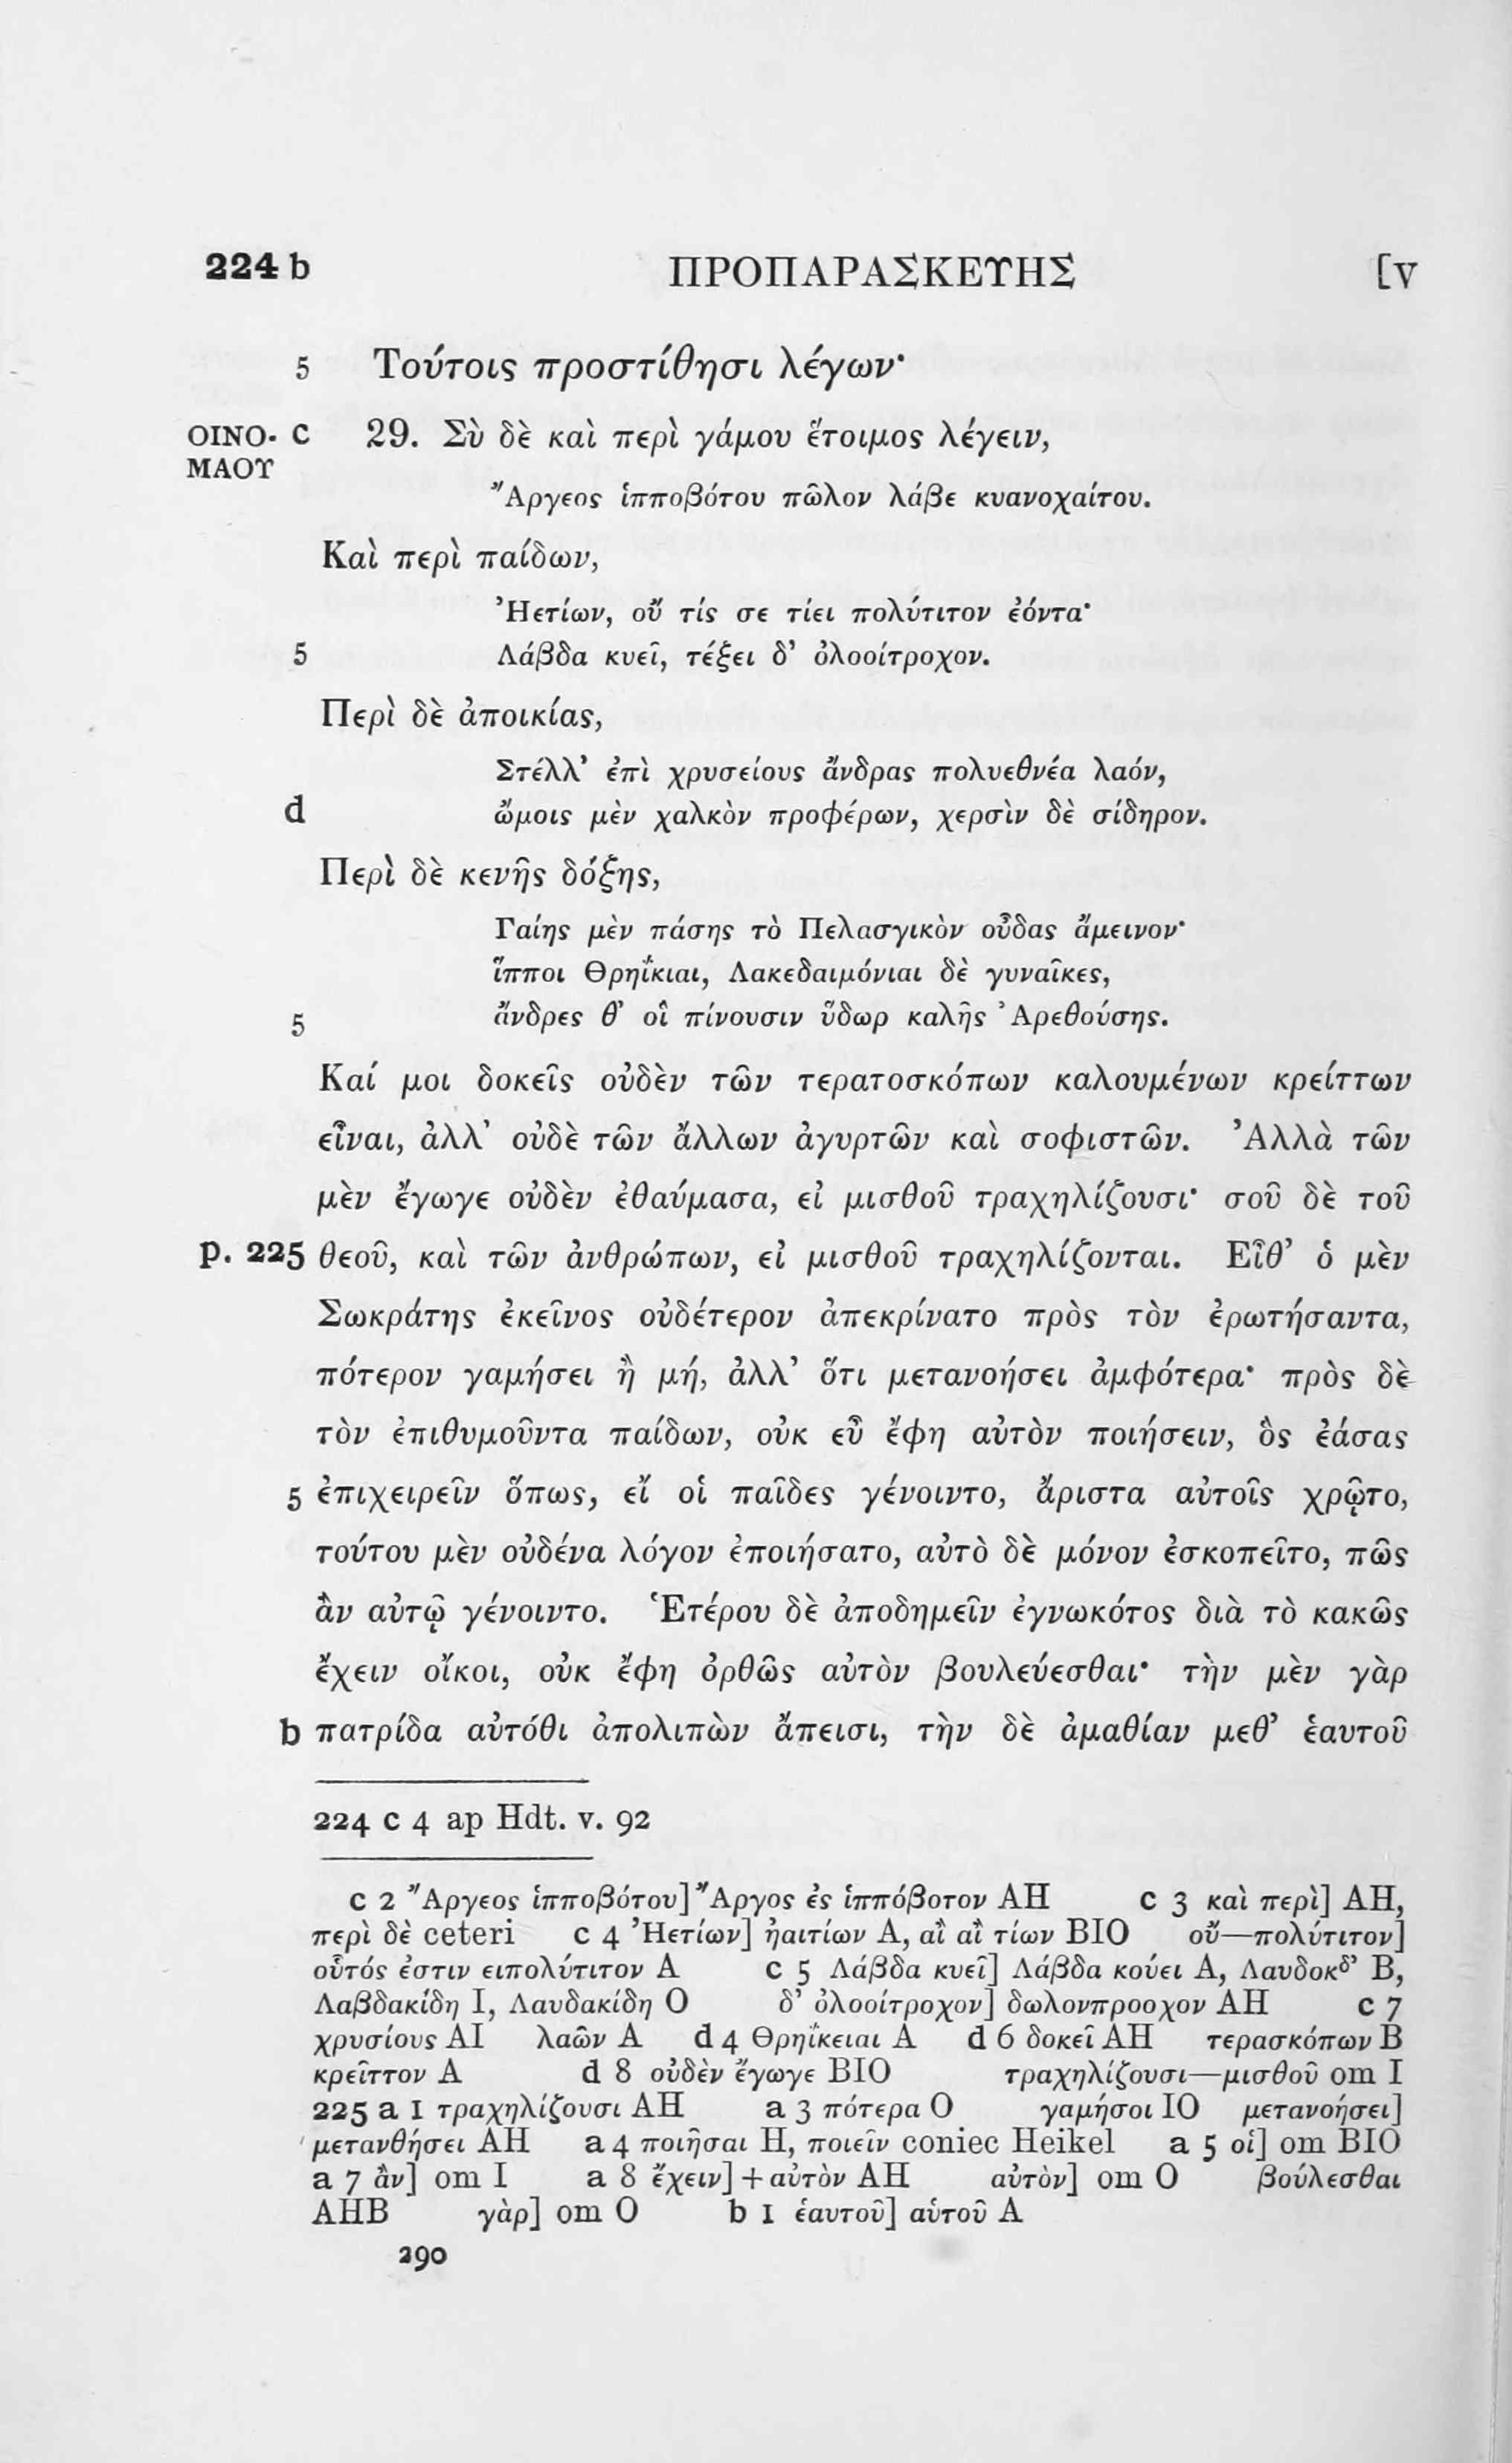 224 b ΠΡΟΠΑΡΑΣΚΕΥΗΣ [V
5 Τούτοις προστίθησι λέγων·
ΟΙΝΟ- c 29. Σὺ δὲ καὶ περὶ γάμου ἕτοιμος λέγειν,
ΜΑΟΥ
Ἄργεος ἱπποβότου πῶλον λάβε κυανοχαίτου.
Καὶ περὶ παίδων,
Ἠετίων, οὔ τίς σε τίει πολύτιτον ἐόντα·
5 Λάβδα κυεῖ, τέξει δ’ ὀλοοίτροχον.
Περὶ δὲ ἀποικίας,
Στέλλ’ ἐπὶ χρυσείους ἄνδρας πολυεθνέα λαόν,
d ὤμοις μὲν χαλκὸν προφέρων, χερσὶν δὲ σίδηρον.
Περὶ δὲ κενῆς δόξης,
Γαίης μὲν πάσης τὸ Πελασγικὸν οὖδας ἄμεινον·
ἵπποι Θρηΐκιαι, Λακεδαιμόνιαι δὲ γυναῖκες,
5 ἄνδρες θ’ οἳ πίνουσιν ὕδωρ καλῆς Ἀρεθούσης.
Καί μοι δοκεῖς οὐδὲν τῶν τερατοσκόπων καλουμένων κρείττων
εἶναι, ἀλλ’ οὐδὲ τῶν ἄλλων ἀγυρτῶν καὶ σοφιστῶν. Ἀλλὰ τῶν
μὲν ἔγωγε οὐδὲν ἐθαύμασα, εἰ μισθοῦ τραχηλίζουσι· σοῦ δὲ τοῦ
p. 225 θεοῦ, καὶ τῶν ἀνθρώπων, εἰ μισθοῦ τραχηλίζονται. Εἶθ’ ὁ μὲν
Σωκράτης ἐκεῖνος οὐδέτερον ἀπεκρίνατο πρὸς τὸν ἐρωτήσαντα,
πότερον γαμήσει ἢ μή, ἀλλ’ ὅτι μετανοήσει ἀμφότερα· πρὸς δὲ
τὸν ἐπιθυμοῦντα παίδων, οὐκ εὖ ἔφη αὐτὸν ποιήσειν, ὃς ἐάσας
5 ἐπιχειρεῖν ὅπως, εἴ οἱ παῖδες γένοιντο, ἄριστα αὐτοῖς χρῷτο,
τούτου μὲν οὐδένα λόγον ἐποιήσατο, αὐτὸ δὲ μόνον ἐσκοπεῖτο, πῶς
ἂν αὐτῷ γένοιντο. Ἑτέρου δὲ ἀποδημεῖν ἐγνωκότος διὰ τὸ κακῶς
ἔχειν οἴκοι, οὐκ ἔφη ὀρθῶς αὐτὸν βουλεύεσθαι· τὴν μὲν γὰρ
b πατρίδα αὐτόθι ἀπολιπὼν ἄπεισι, τὴν δὲ ἀμαθίαν μεθ’ ἑαυτοῦ
224 c 4 ap Hdt. v. 92
c 2 Ἄργεος ἱπποβότου] Ἄργος ἐς ἱππόβοτον AH c 3 καὶ περὶ] AH,
περὶ δὲ ceteri c 4 Ἠετίων] ἠαιτίων A, αἲ αἲ τίων BIO οὔ—πολύτιτον]
οὗτός ἐστιν ειπολύτιτον A c 5 Λάβδα κυεῖ] Λάβδα κούει A, Λαυδοκδ’ B,
Λαβδακίδη I, Λαυδακίδη O δ’ ὀλοοίτροχον] δωλονπροοχον AH c 7
χρυσίους AI λαῶν A d 4 Θρηΐκειαι A d 6 δοκεῖ AH τερασκόπων B
κρεῖττον A d 8 οὐδὲν ἔγωγε BIO τραχηλίζουσι—μισθοῦ om I
225 a 1 τραχηλίζουσι AH a 3 πότερα O γαμήσοι IO μετανοήσει]
μετανθήσει AH a 4 ποιῆσαι H, ποιεῖν coniec Heikel a 5 οἱ] om BIO
a 7 ἂν] om I a 8 ἔχειν] + αὐτὸν AH αὐτὸν] om O βούλεσθαι
AHB γὰρ] om O b 1 ἑαυτοῦ] αὑτοῦ A
290